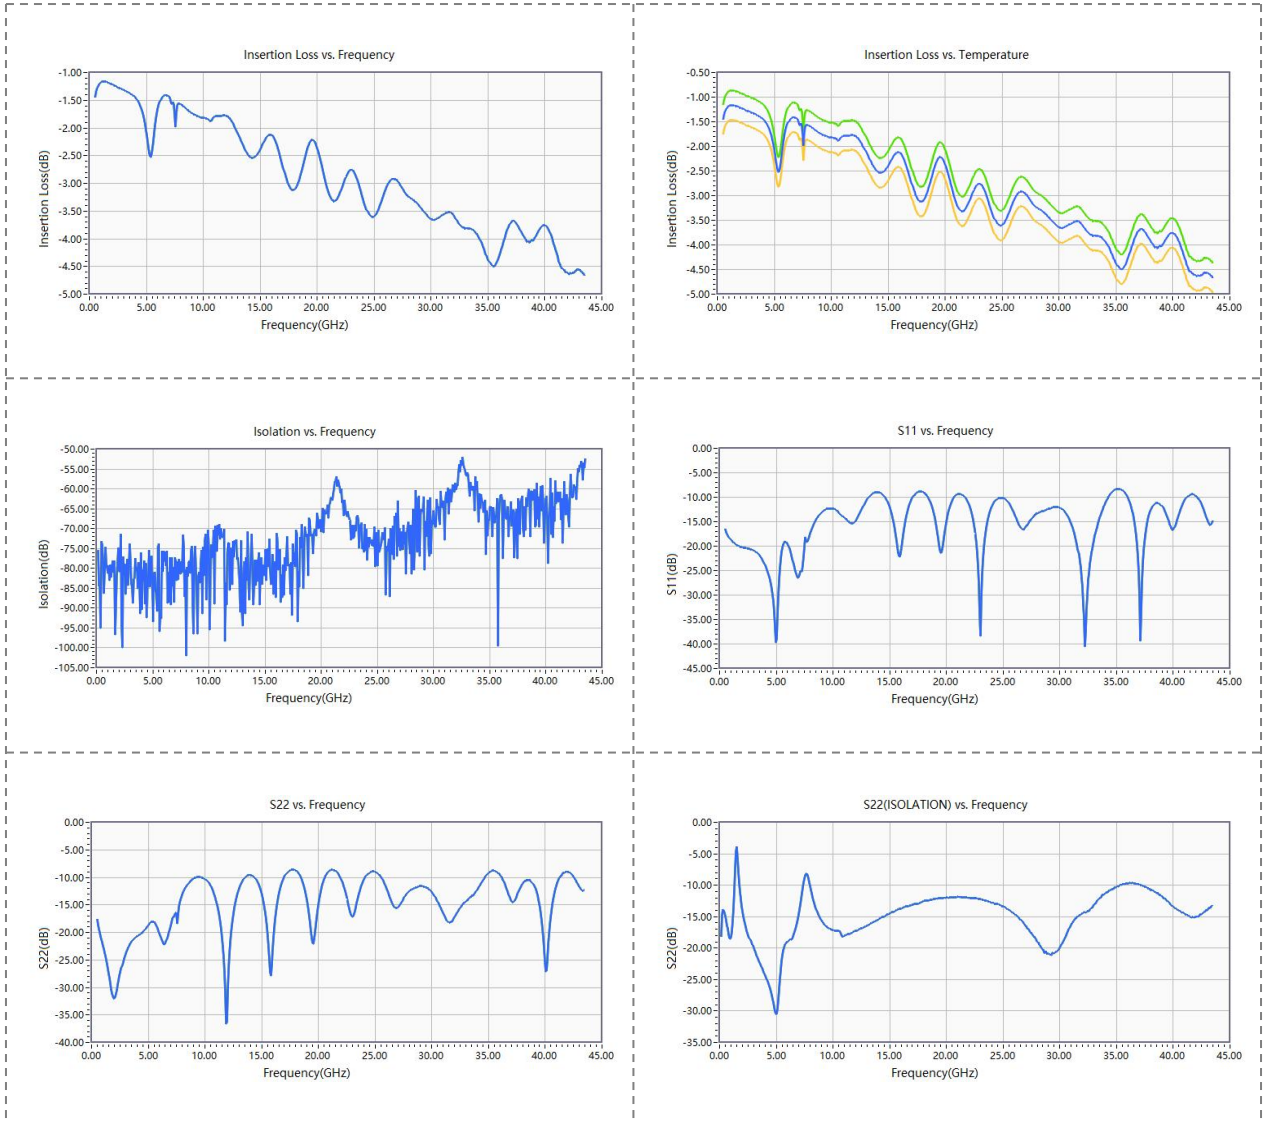 Insertion Loss vs. Frequency
-1.00
-1.50
-2.00
-2.50
-3.00
-3.50
-4.00
-4.50
-5.00
Insertion Loss(dB)
0.00 5.00 10.00 15.00 20.00 25.00 30.00 35.00 40.00 45.00
Frequency(GHz)
Insertion Loss vs. Temperature
-0.50
-1.00
-1.50
-2.00
-2.50
-3.00
-3.50
-4.00
-4.50
-5.00
Insertion Loss(dB)
0.00 5.00 10.00 15.00 20.00 25.00 30.00 35.00 40.00 45.00
Frequency(GHz)
Isolation vs. Frequency
-50.00
-55.00
-60.00
-65.00
-70.00
-75.00
-80.00
-85.00
-90.00
-95.00
-100.00
-105.00
Isolation(dB)
0.00 5.00 10.00 15.00 20.00 25.00 30.00 35.00 40.00 45.00
Frequency(GHz)
S11 vs. Frequency
0.00
-5.00
-10.00
-15.00
-20.00
-25.00
-30.00
-35.00
-40.00
-45.00
S11(dB)
0.00 5.00 10.00 15.00 20.00 25.00 30.00 35.00 40.00 45.00
Frequency(GHz)
S22 vs. Frequency
0.00
-5.00
-10.00
-15.00
-20.00
-25.00
-30.00
-35.00
-40.00
S22(dB)
0.00 5.00 10.00 15.00 20.00 25.00 30.00 35.00 40.00 45.00
Frequency(GHz)
S22(ISOLATION) vs. Frequency
0.00
-5.00
-10.00
-15.00
-20.00
-25.00
-30.00
-35.00
S22(dB)
0.00 5.00 10.00 15.00 20.00 25.00 30.00 35.00 40.00 45.00
Frequency(GHz)